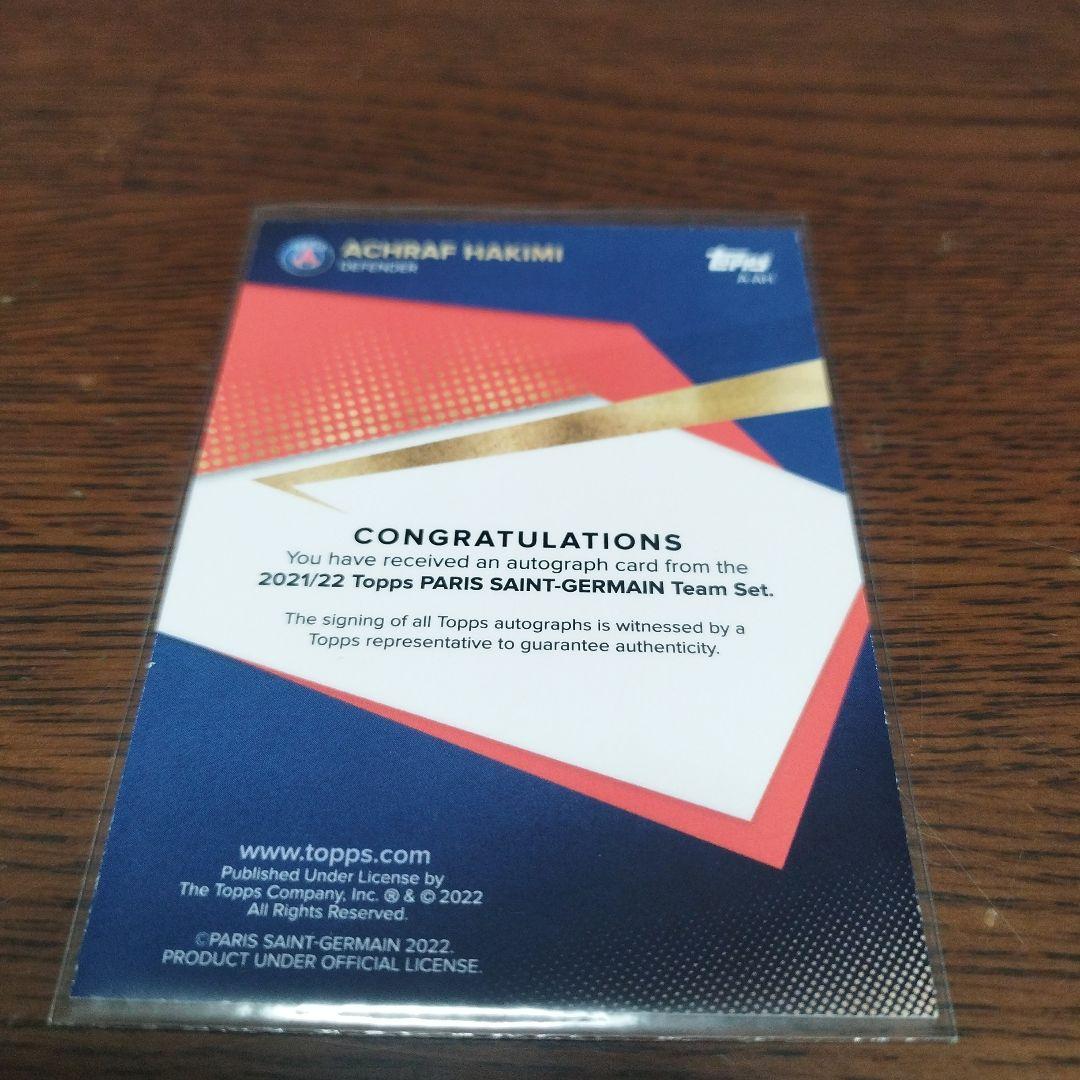 ACHRAF HAKIMI
DEFENDER
Topps
A-AH
CONGRATULATIONS
You have received an autograph card from the
2021/22 Topps PARIS SAINT-GERMAIN Team Set.
The signing of all Topps autographs is witnessed by a
Topps representative to guarantee authenticity.
www.topps.com
Published Under License by
The Topps Company, Inc. ® & © 2022
All Rights Reserved.
©PARIS SAINT-GERMAIN 2022.
PRODUCT UNDER OFFICIAL LICENSE.